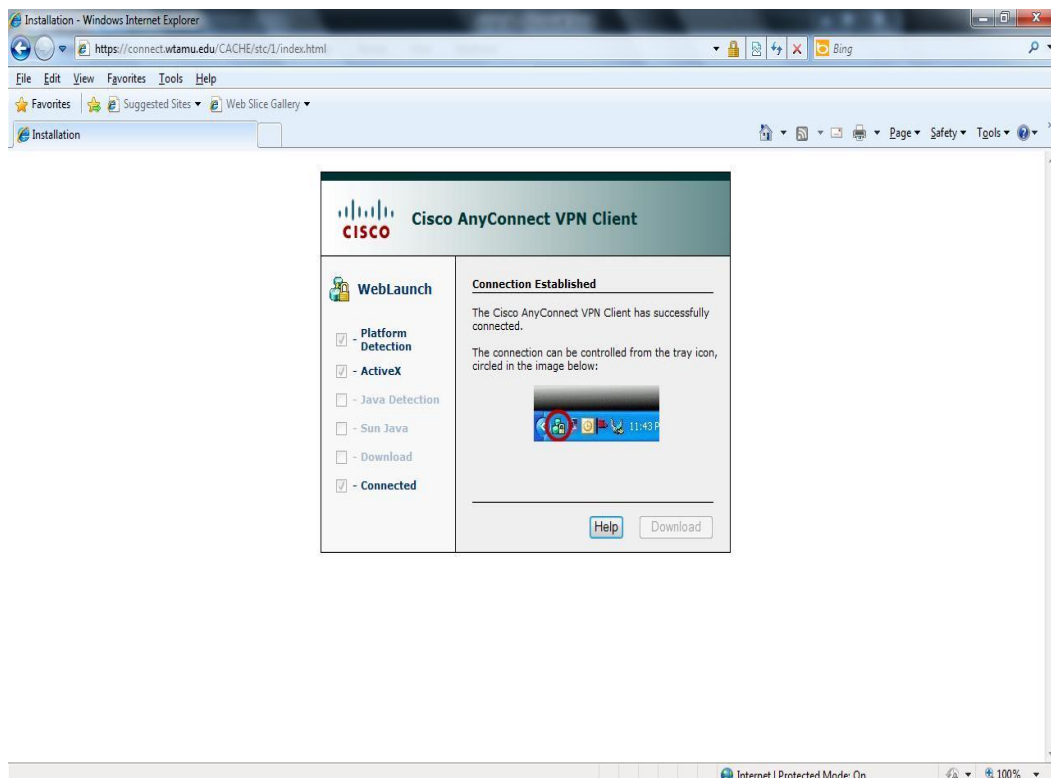 Installation - Windows Internet Explorer
https://connect.wtamu.edu/CACHE/stc/1/index.html
Bing
File Edit View Favorites Tools Help
Favorites Suggested Sites Web Slice Gallery
Installation
Page Safety Tools
CISCO
Cisco AnyConnect VPN Client
WebLaunch
- Platform
Detection
- ActiveX
- Java Detection
- Sun Java
- Download
- Connected
Connection Established
The Cisco AnyConnect VPN Client has successfully
connected.
The connection can be controlled from the tray icon,
circled in the image below:
11:43 P
Help Download
Internet | Protected Mode: On
100%